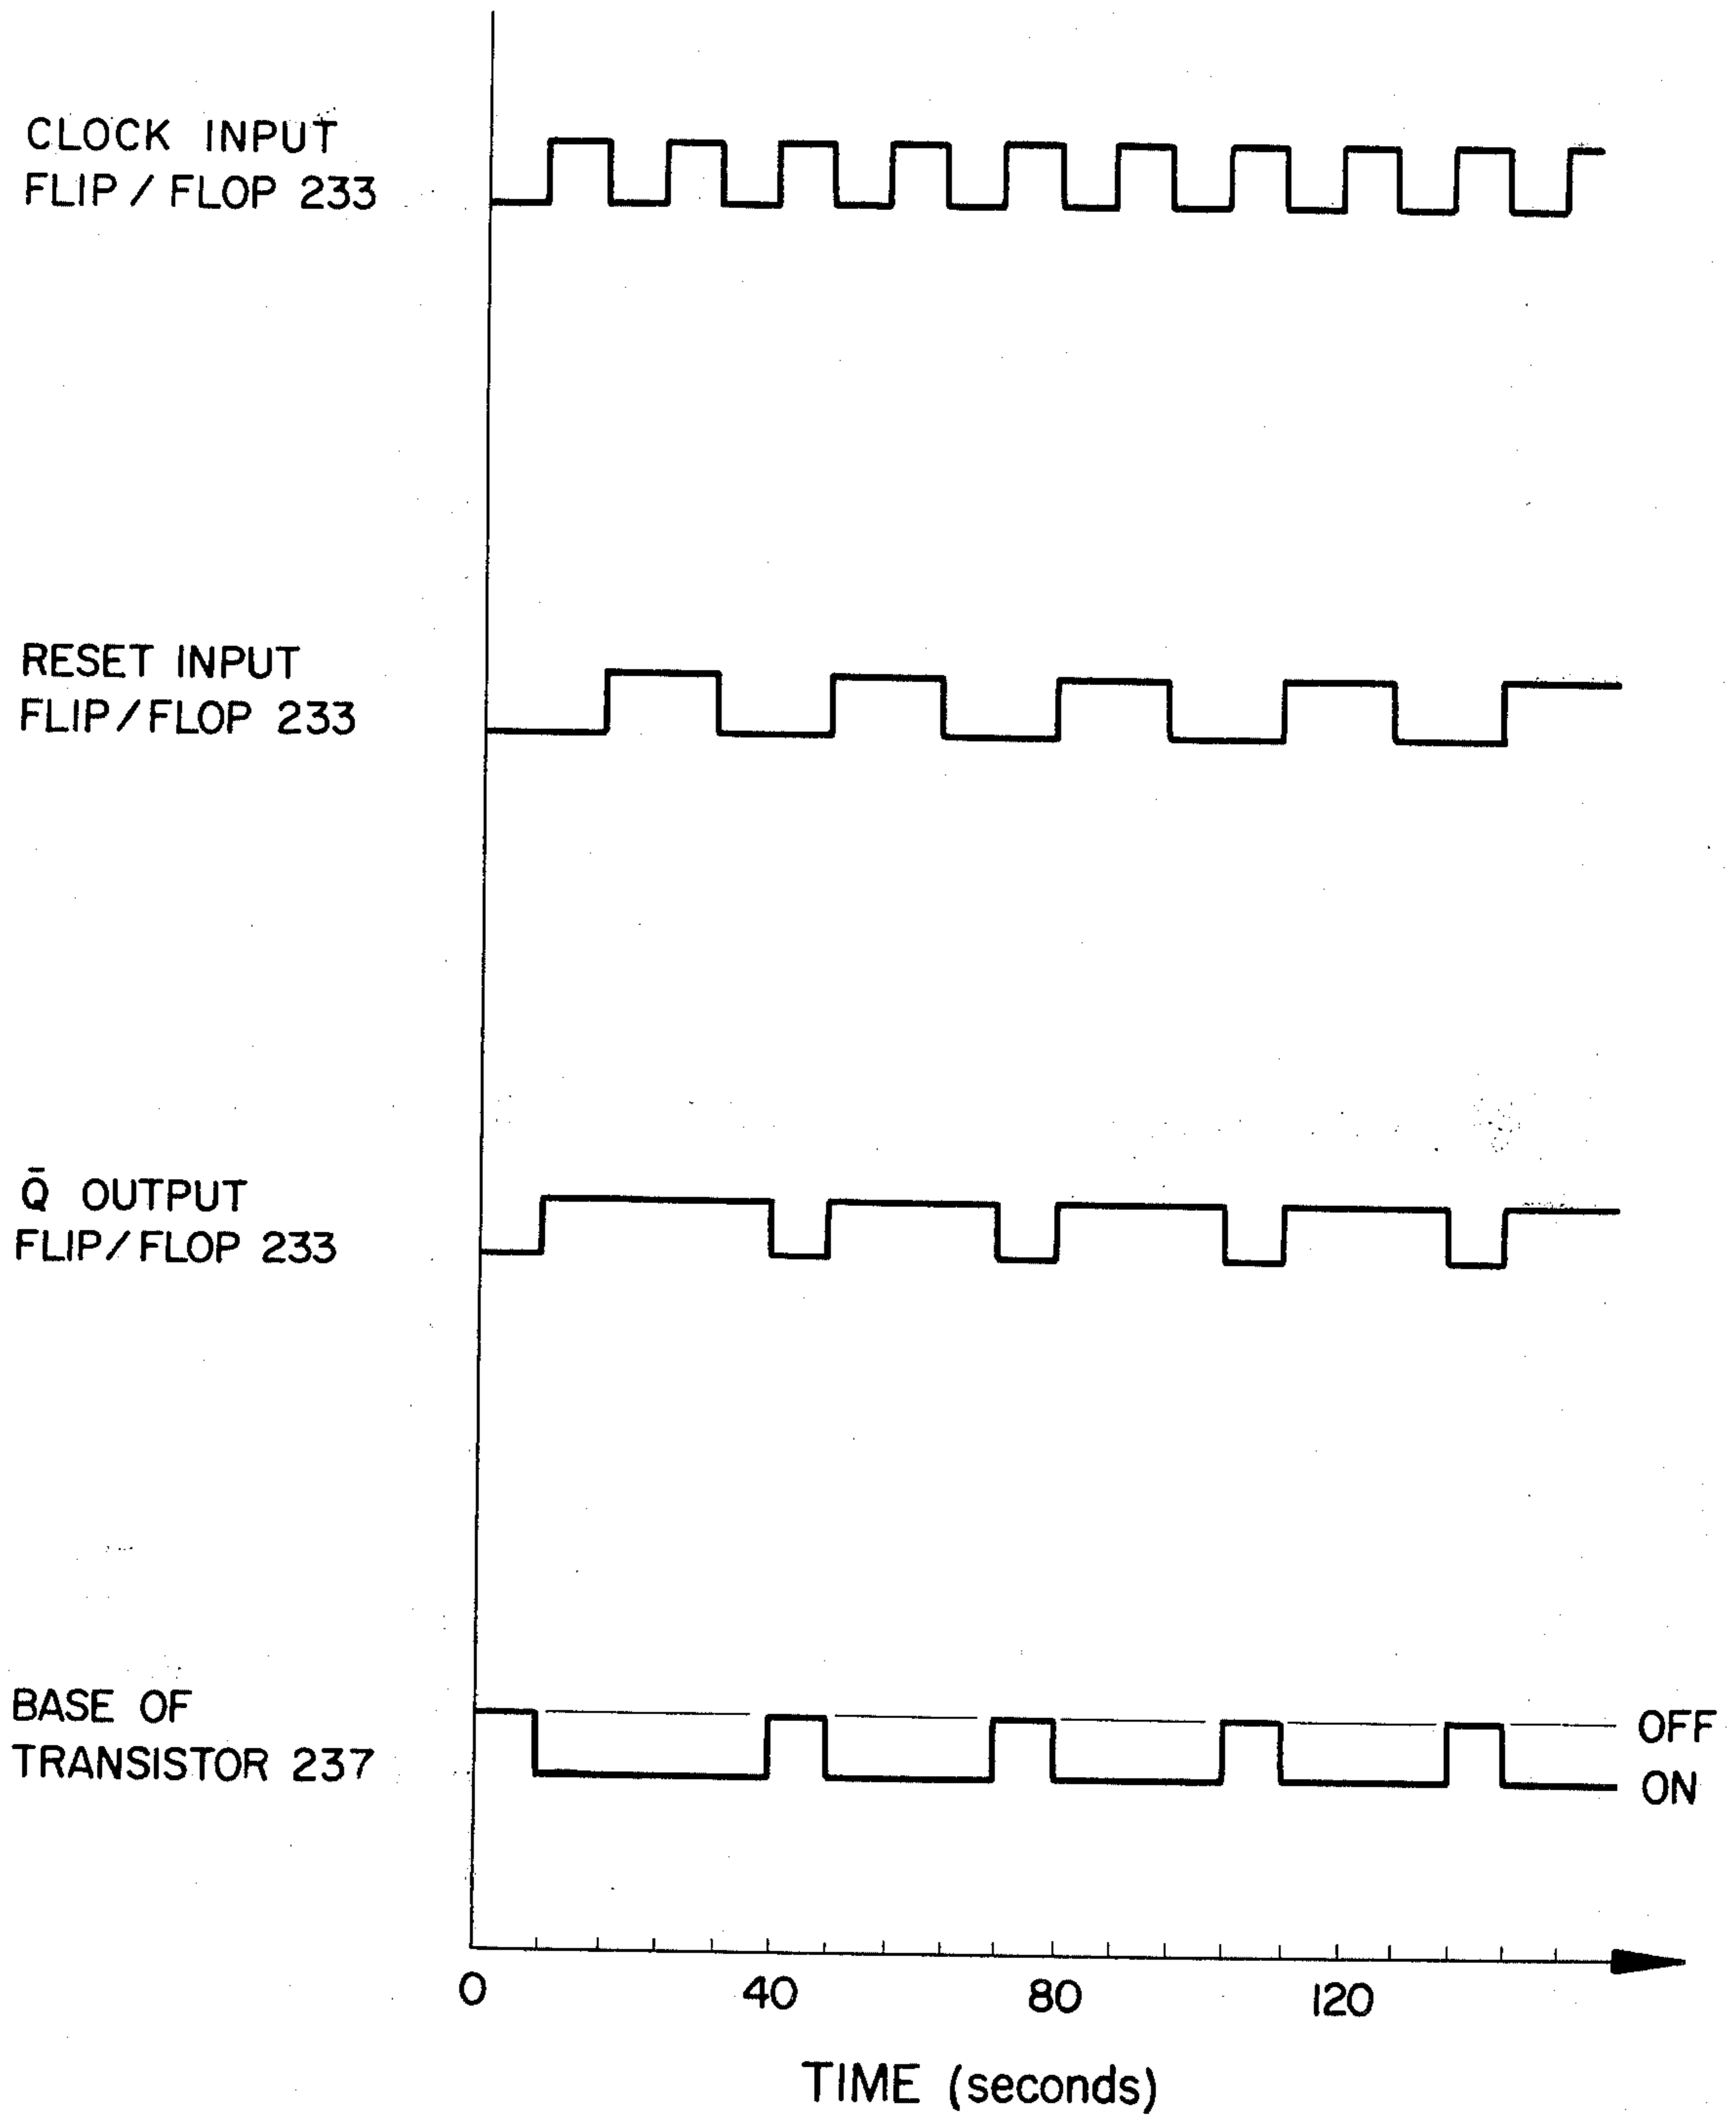 CLOCK INPUT
FLIP / FLOP 233
RESET INPUT
FLIP/FLOP 233
Q̄ OUTPUT
FLIP/FLOP 233
BASE OF
TRANSISTOR 237
OFF
ON
0 40 80 120
TIME (seconds)